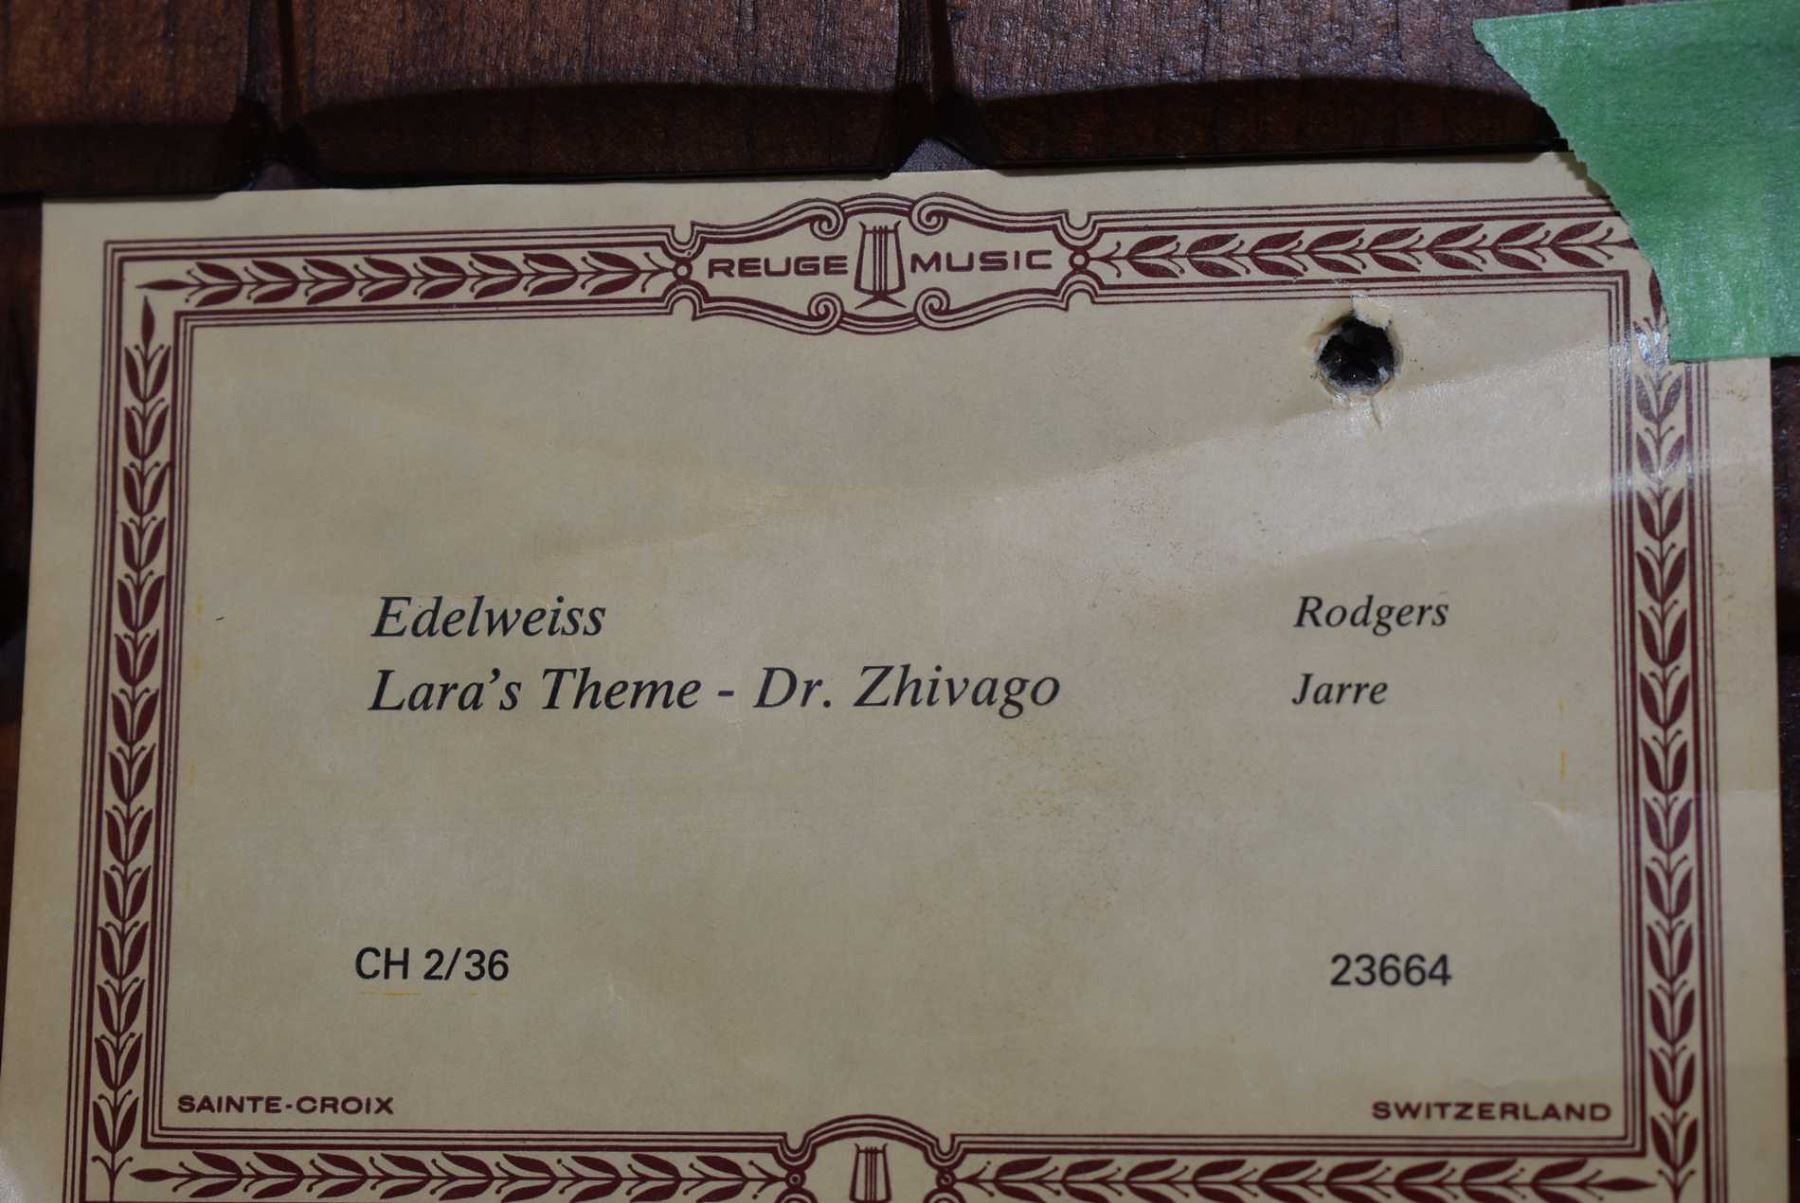 REUGE MUSIC
Edelweiss Rodgers
Lara's Theme - Dr. Zhivago Jarre
CH 2/36 23664
SAINTE-CROIX SWITZERLAND